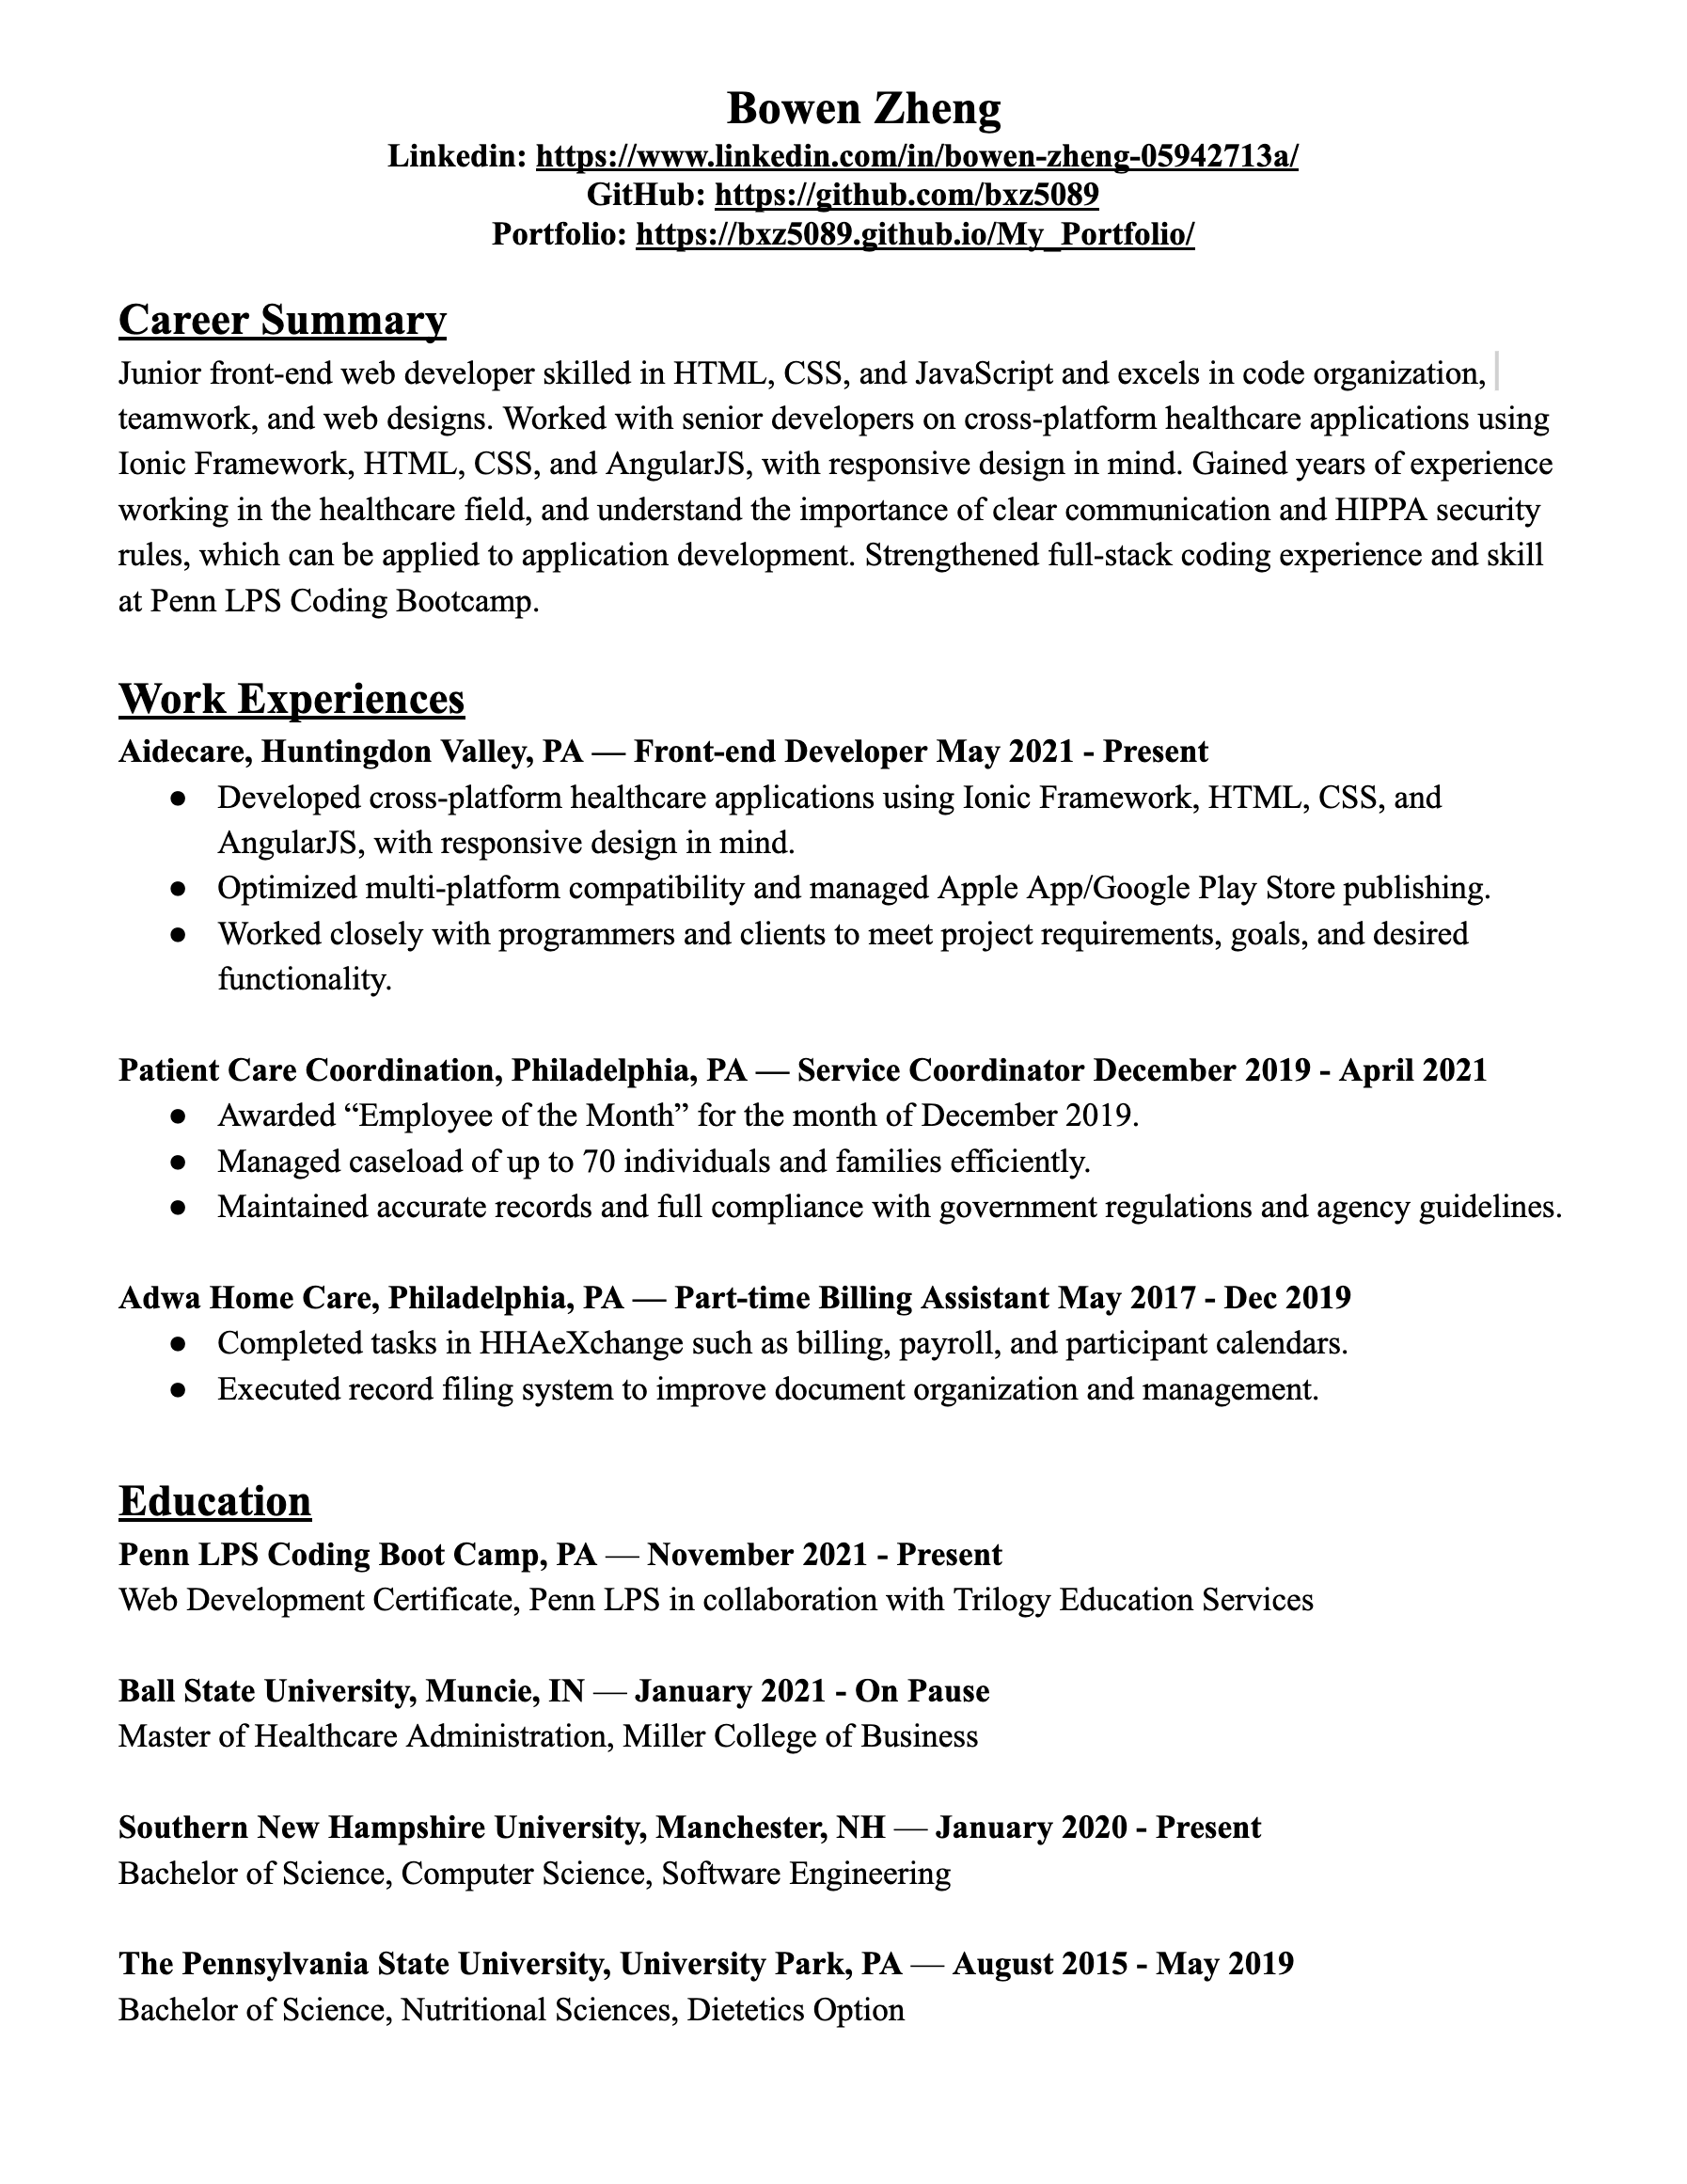 Bowen Zheng
Linkedin: https://www.linkedin.com/in/bowen-zheng-05942713a/
GitHub: https://github.com/bxz5089
Portfolio: https://bxz5089.github.io/My_Portfolio/
Career Summary
Junior front-end web developer skilled in HTML, CSS, and JavaScript and excels in code organization,
teamwork, and web designs. Worked with senior developers on cross-platform healthcare applications using
Ionic Framework, HTML, CSS, and AngularJS, with responsive design in mind. Gained years of experience
working in the healthcare field, and understand the importance of clear communication and HIPPA security
rules, which can be applied to application development. Strengthened full-stack coding experience and skill
at Penn LPS Coding Bootcamp.
Work Experiences
Aidecare, Huntingdon Valley, PA — Front-end Developer May 2021 - Present
● Developed cross-platform healthcare applications using Ionic Framework, HTML, CSS, and
AngularJS, with responsive design in mind.
● Optimized multi-platform compatibility and managed Apple App/Google Play Store publishing.
● Worked closely with programmers and clients to meet project requirements, goals, and desired
functionality.
Patient Care Coordination, Philadelphia, PA — Service Coordinator December 2019 - April 2021
● Awarded “Employee of the Month” for the month of December 2019.
● Managed caseload of up to 70 individuals and families efficiently.
● Maintained accurate records and full compliance with government regulations and agency guidelines.
Adwa Home Care, Philadelphia, PA — Part-time Billing Assistant May 2017 - Dec 2019
● Completed tasks in HHAeXchange such as billing, payroll, and participant calendars.
● Executed record filing system to improve document organization and management.
Education
Penn LPS Coding Boot Camp, PA — November 2021 - Present
Web Development Certificate, Penn LPS in collaboration with Trilogy Education Services
Ball State University, Muncie, IN — January 2021 - On Pause
Master of Healthcare Administration, Miller College of Business
Southern New Hampshire University, Manchester, NH — January 2020 - Present
Bachelor of Science, Computer Science, Software Engineering
The Pennsylvania State University, University Park, PA — August 2015 - May 2019
Bachelor of Science, Nutritional Sciences, Dietetics Option